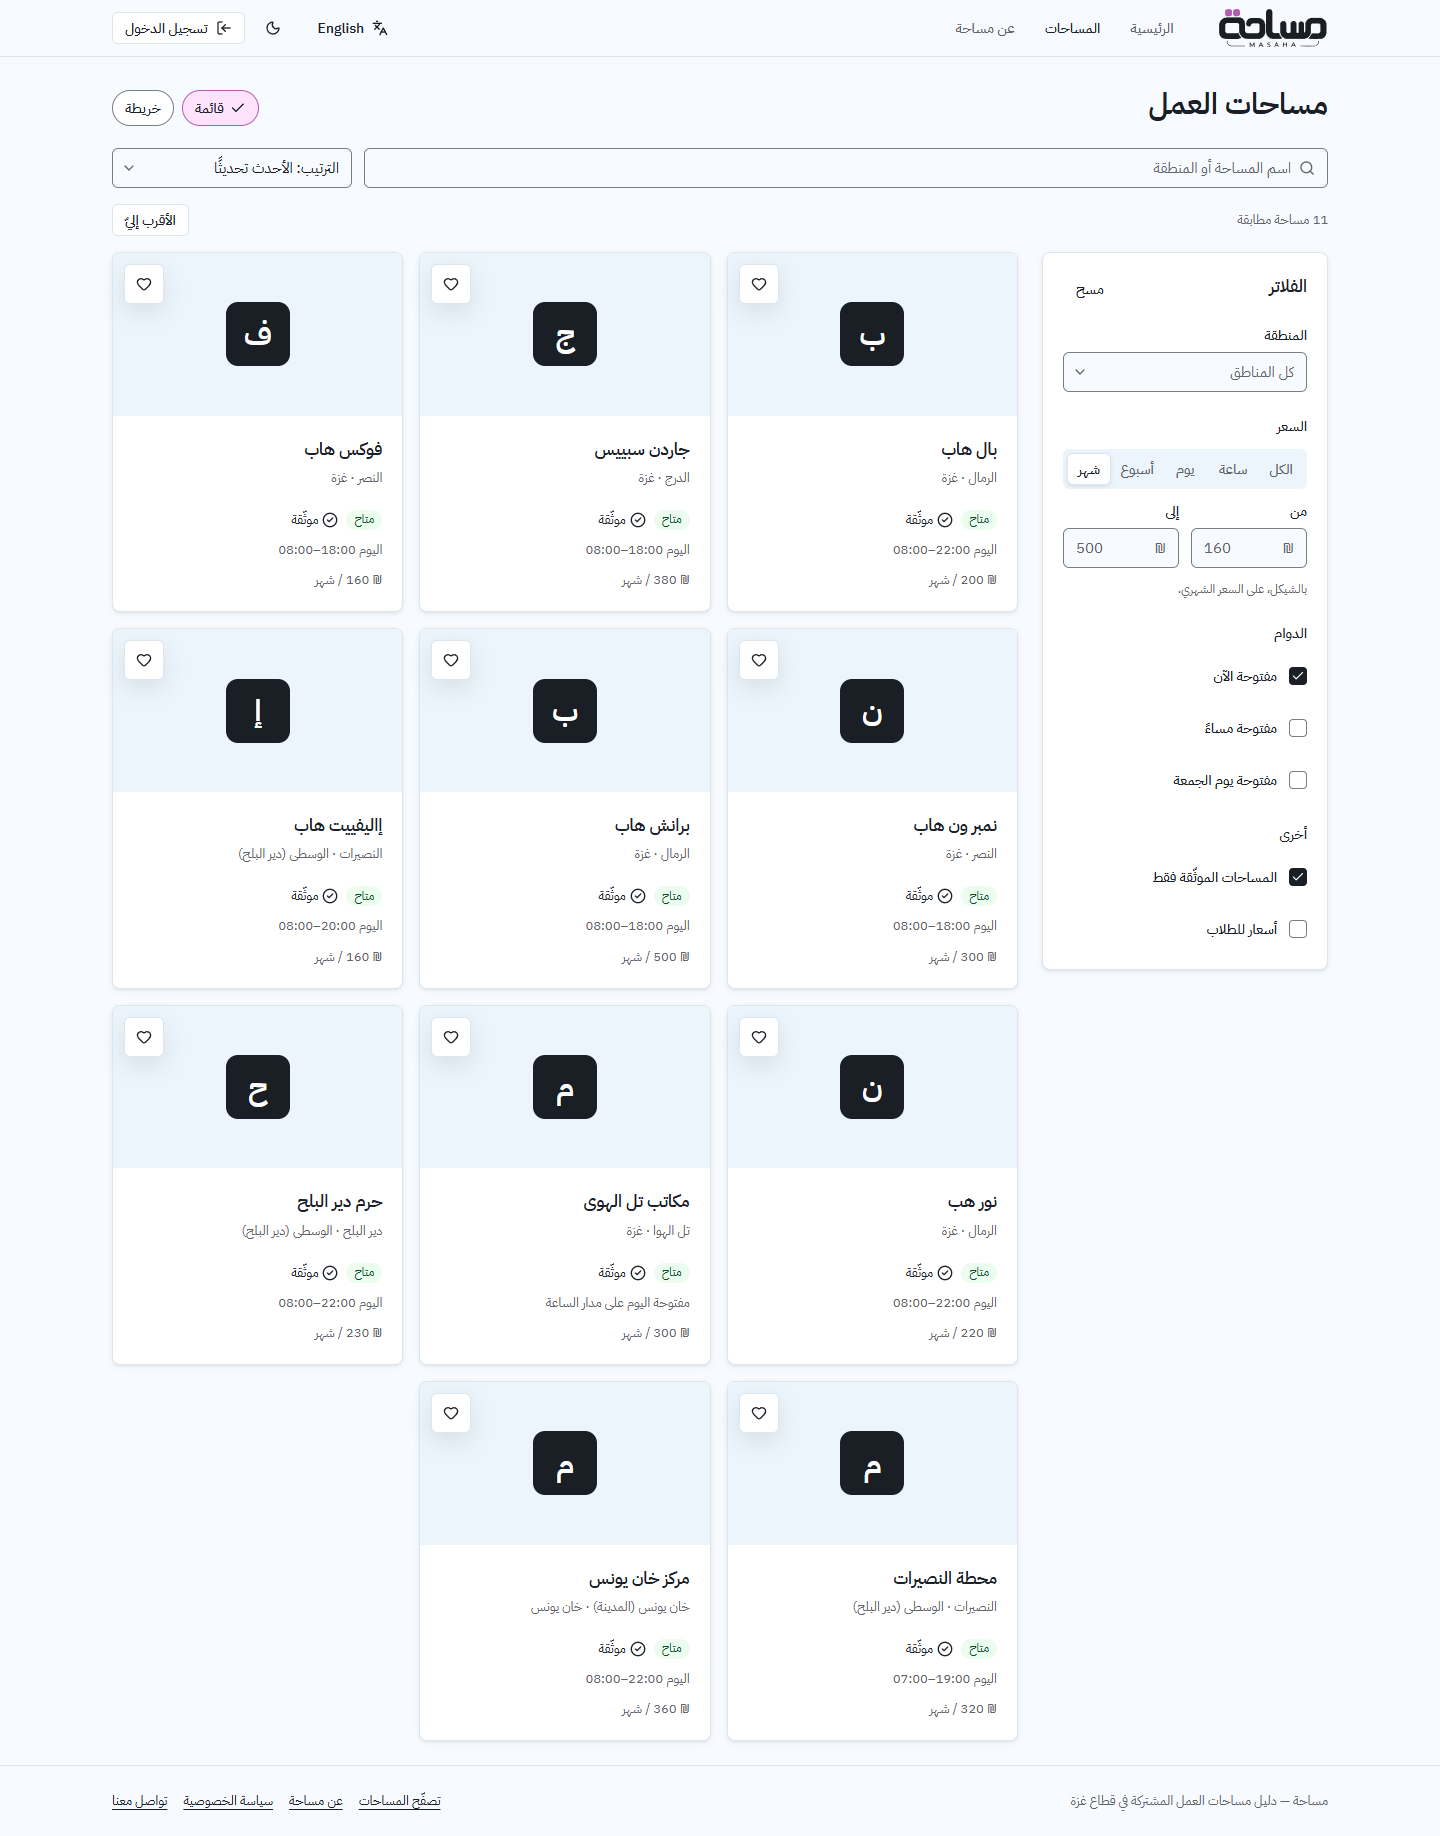 مساحة
MASAHA
الرئيسية
المساحات
عن مساحة
English
تسجيل الدخول
مساحات العمل
قائمة
خريطة
اسم المساحة أو المنطقة
الترتيب: الأحدث تحديثًا
11 مساحة مطابقة
الأقرب إليّ
الفلاتر
مسح
المنطقة
كل المناطق
السعر
الكل
ساعة
يوم
أسبوع
شهر
من
إلى
₪ 160
₪ 500
بالشيكل، على السعر الشهري.
الدوام
مفتوحة الآن
مفتوحة مساءً
مفتوحة يوم الجمعة
أخرى
المساحات الموثّقة فقط
أسعار للطلاب
ب
بال هاب
الرمال · غزة
متاح
موثّقة
اليوم 08:00–22:00
₪ 200 / شهر
ج
جاردن سبييس
الدرج · غزة
متاح
موثّقة
اليوم 08:00–18:00
₪ 380 / شهر
ف
فوكس هاب
النصر · غزة
متاح
موثّقة
اليوم 08:00–18:00
₪ 160 / شهر
ن
نمبر ون هاب
النصر · غزة
متاح
موثّقة
اليوم 08:00–18:00
₪ 300 / شهر
ب
برانش هاب
الرمال · غزة
متاح
موثّقة
اليوم 08:00–18:00
₪ 500 / شهر
إ
إاليفييت هاب
النصيرات · الوسطى (دير البلح)
متاح
موثّقة
اليوم 08:00–20:00
₪ 160 / شهر
ن
نور هب
الرمال · غزة
متاح
موثّقة
اليوم 08:00–22:00
₪ 220 / شهر
م
مكاتب تل الهوى
تل الهوا · غزة
متاح
موثّقة
مفتوحة اليوم على مدار الساعة
₪ 300 / شهر
ح
حرم دير البلح
دير البلح · الوسطى (دير البلح)
متاح
موثّقة
اليوم 08:00–22:00
₪ 230 / شهر
م
محطة النصيرات
النصيرات · الوسطى (دير البلح)
متاح
موثّقة
اليوم 07:00–19:00
₪ 320 / شهر
م
مركز خان يونس
خان يونس (المدينة) · خان يونس
متاح
موثّقة
اليوم 08:00–22:00
₪ 360 / شهر
مساحة — دليل مساحات العمل المشتركة في قطاع غزة
تصفّح المساحات
عن مساحة
سياسة الخصوصية
تواصل معنا